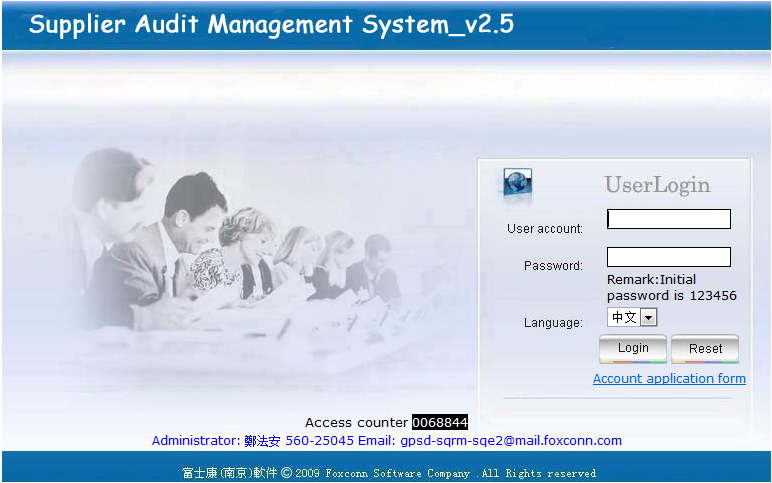 Supplier Audit Management System_v2.5
UserLogin
User account:
Password:
Remark:Initial
password is 123456
Language:
中文
Login
Reset
Account application form
Access counter 0068844
Administrator: 鄭法安 560-25045 Email: gpsd-sqrm-sqe2@mail.foxconn.com
富士康(南京)軟件 © 2009 Foxconn Software Company .All Rights reserved